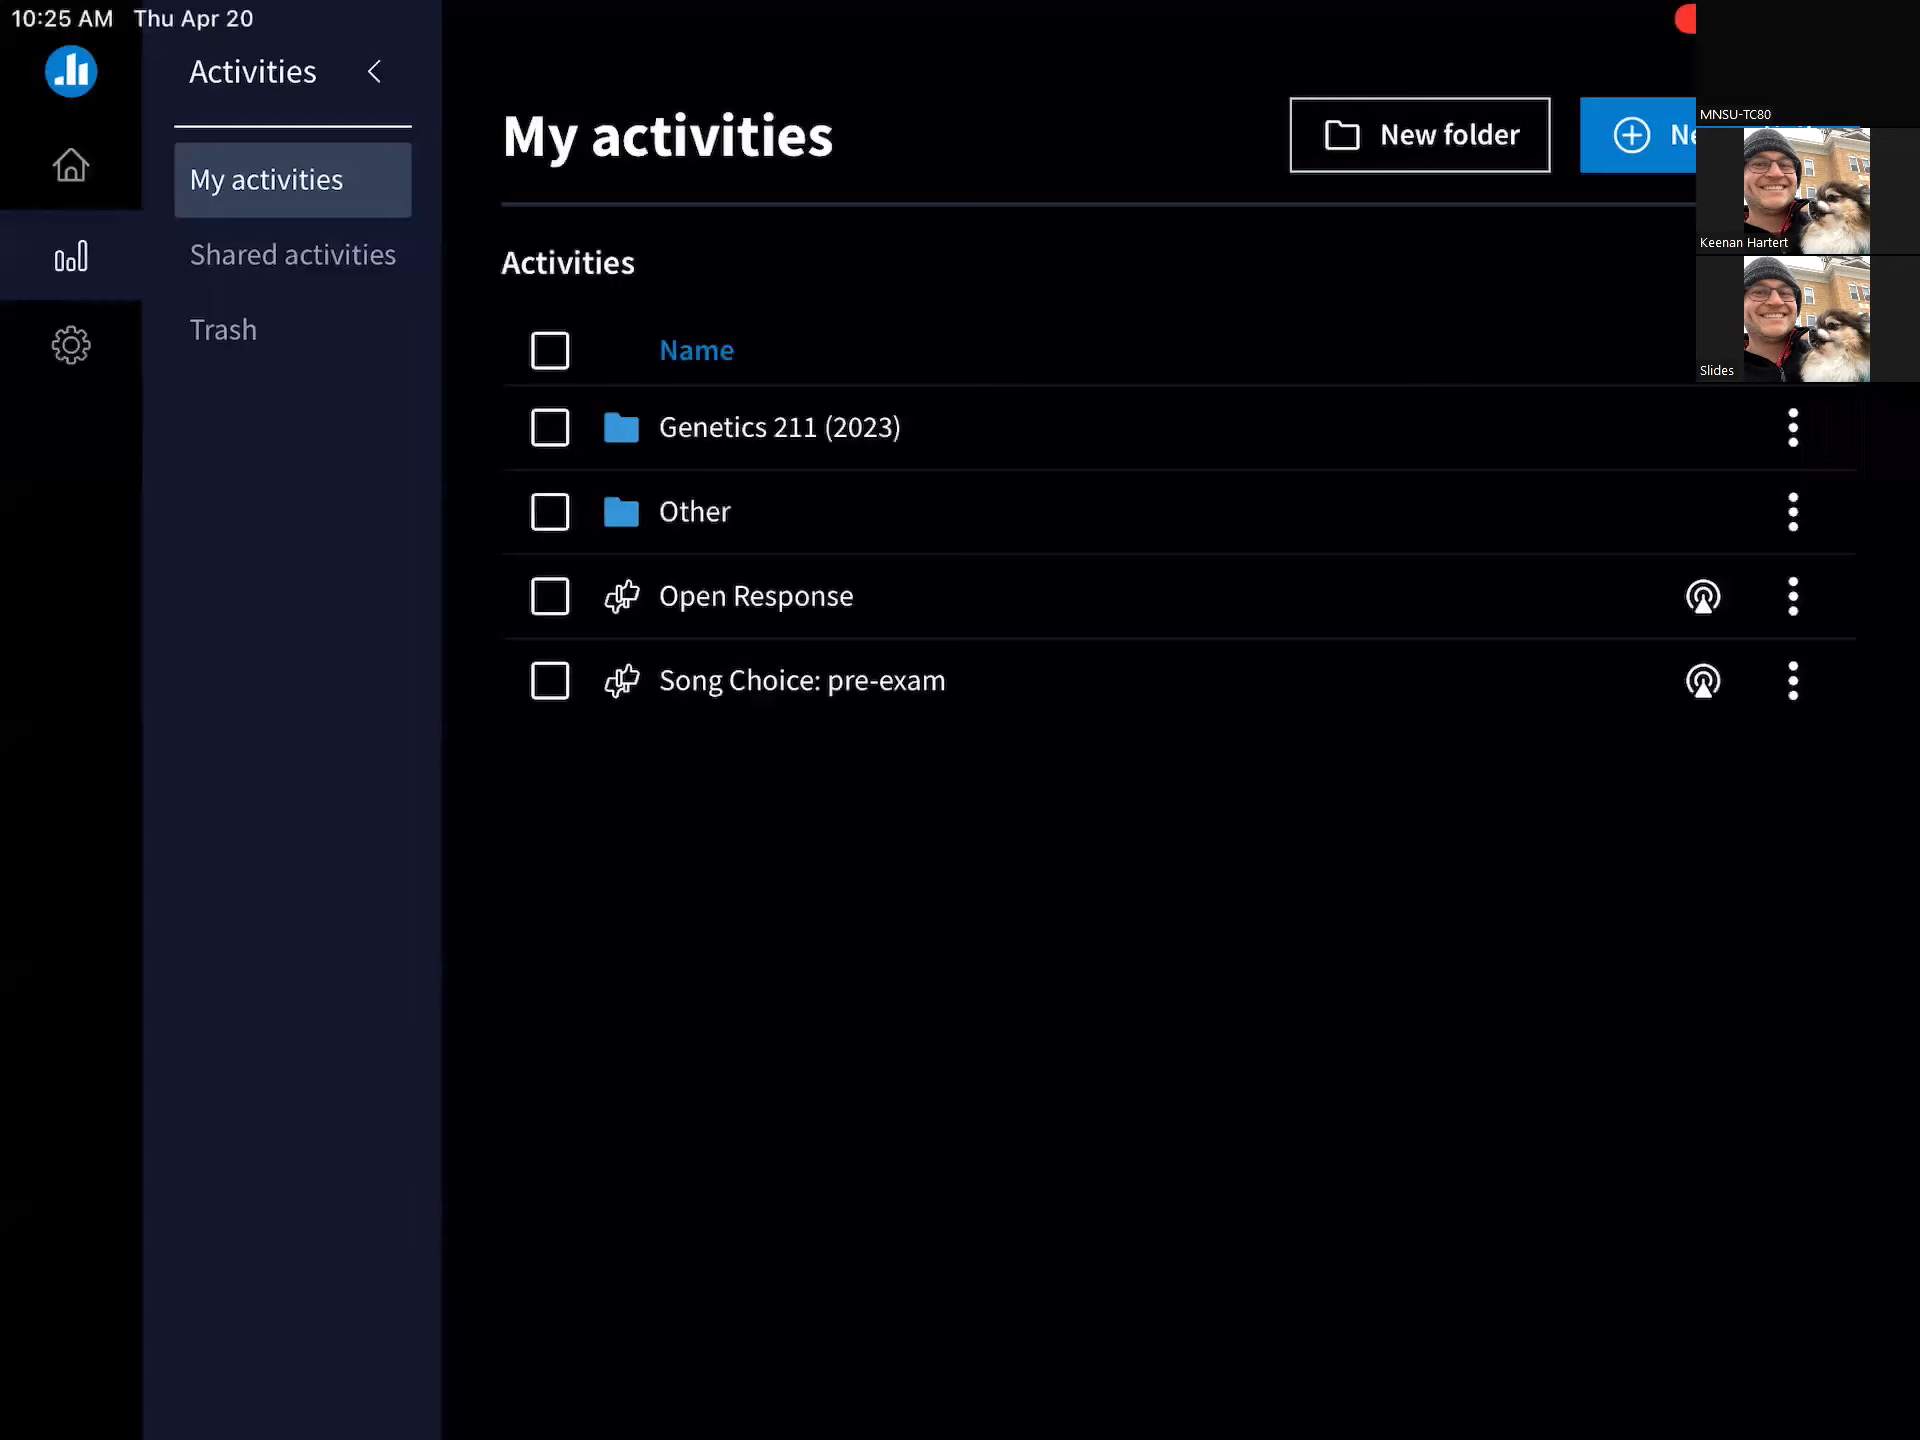 10:25 AM Thu Apr 20
Activities
My activities
Shared activities
Trash
My activities
New folder
MNSU-TC80
Keenan Hartert
Slides
Activities
Name
Genetics 211 (2023)
Other
Open Response
Song Choice: pre-exam